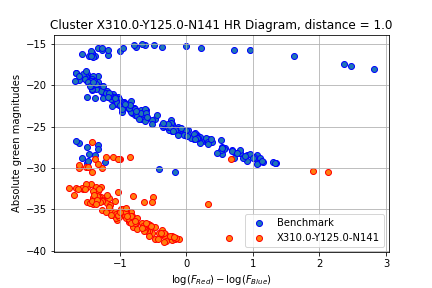 Cluster X310.0-Y125.0-N141 HR Diagram, distance = 1.0
Absolute green magnitudes
−15
−20
−25
−30
−35
−40
Benchmark
X310.0-Y125.0-N141
−1
0
1
2
3
log(F_Red) − log(F_Blue)